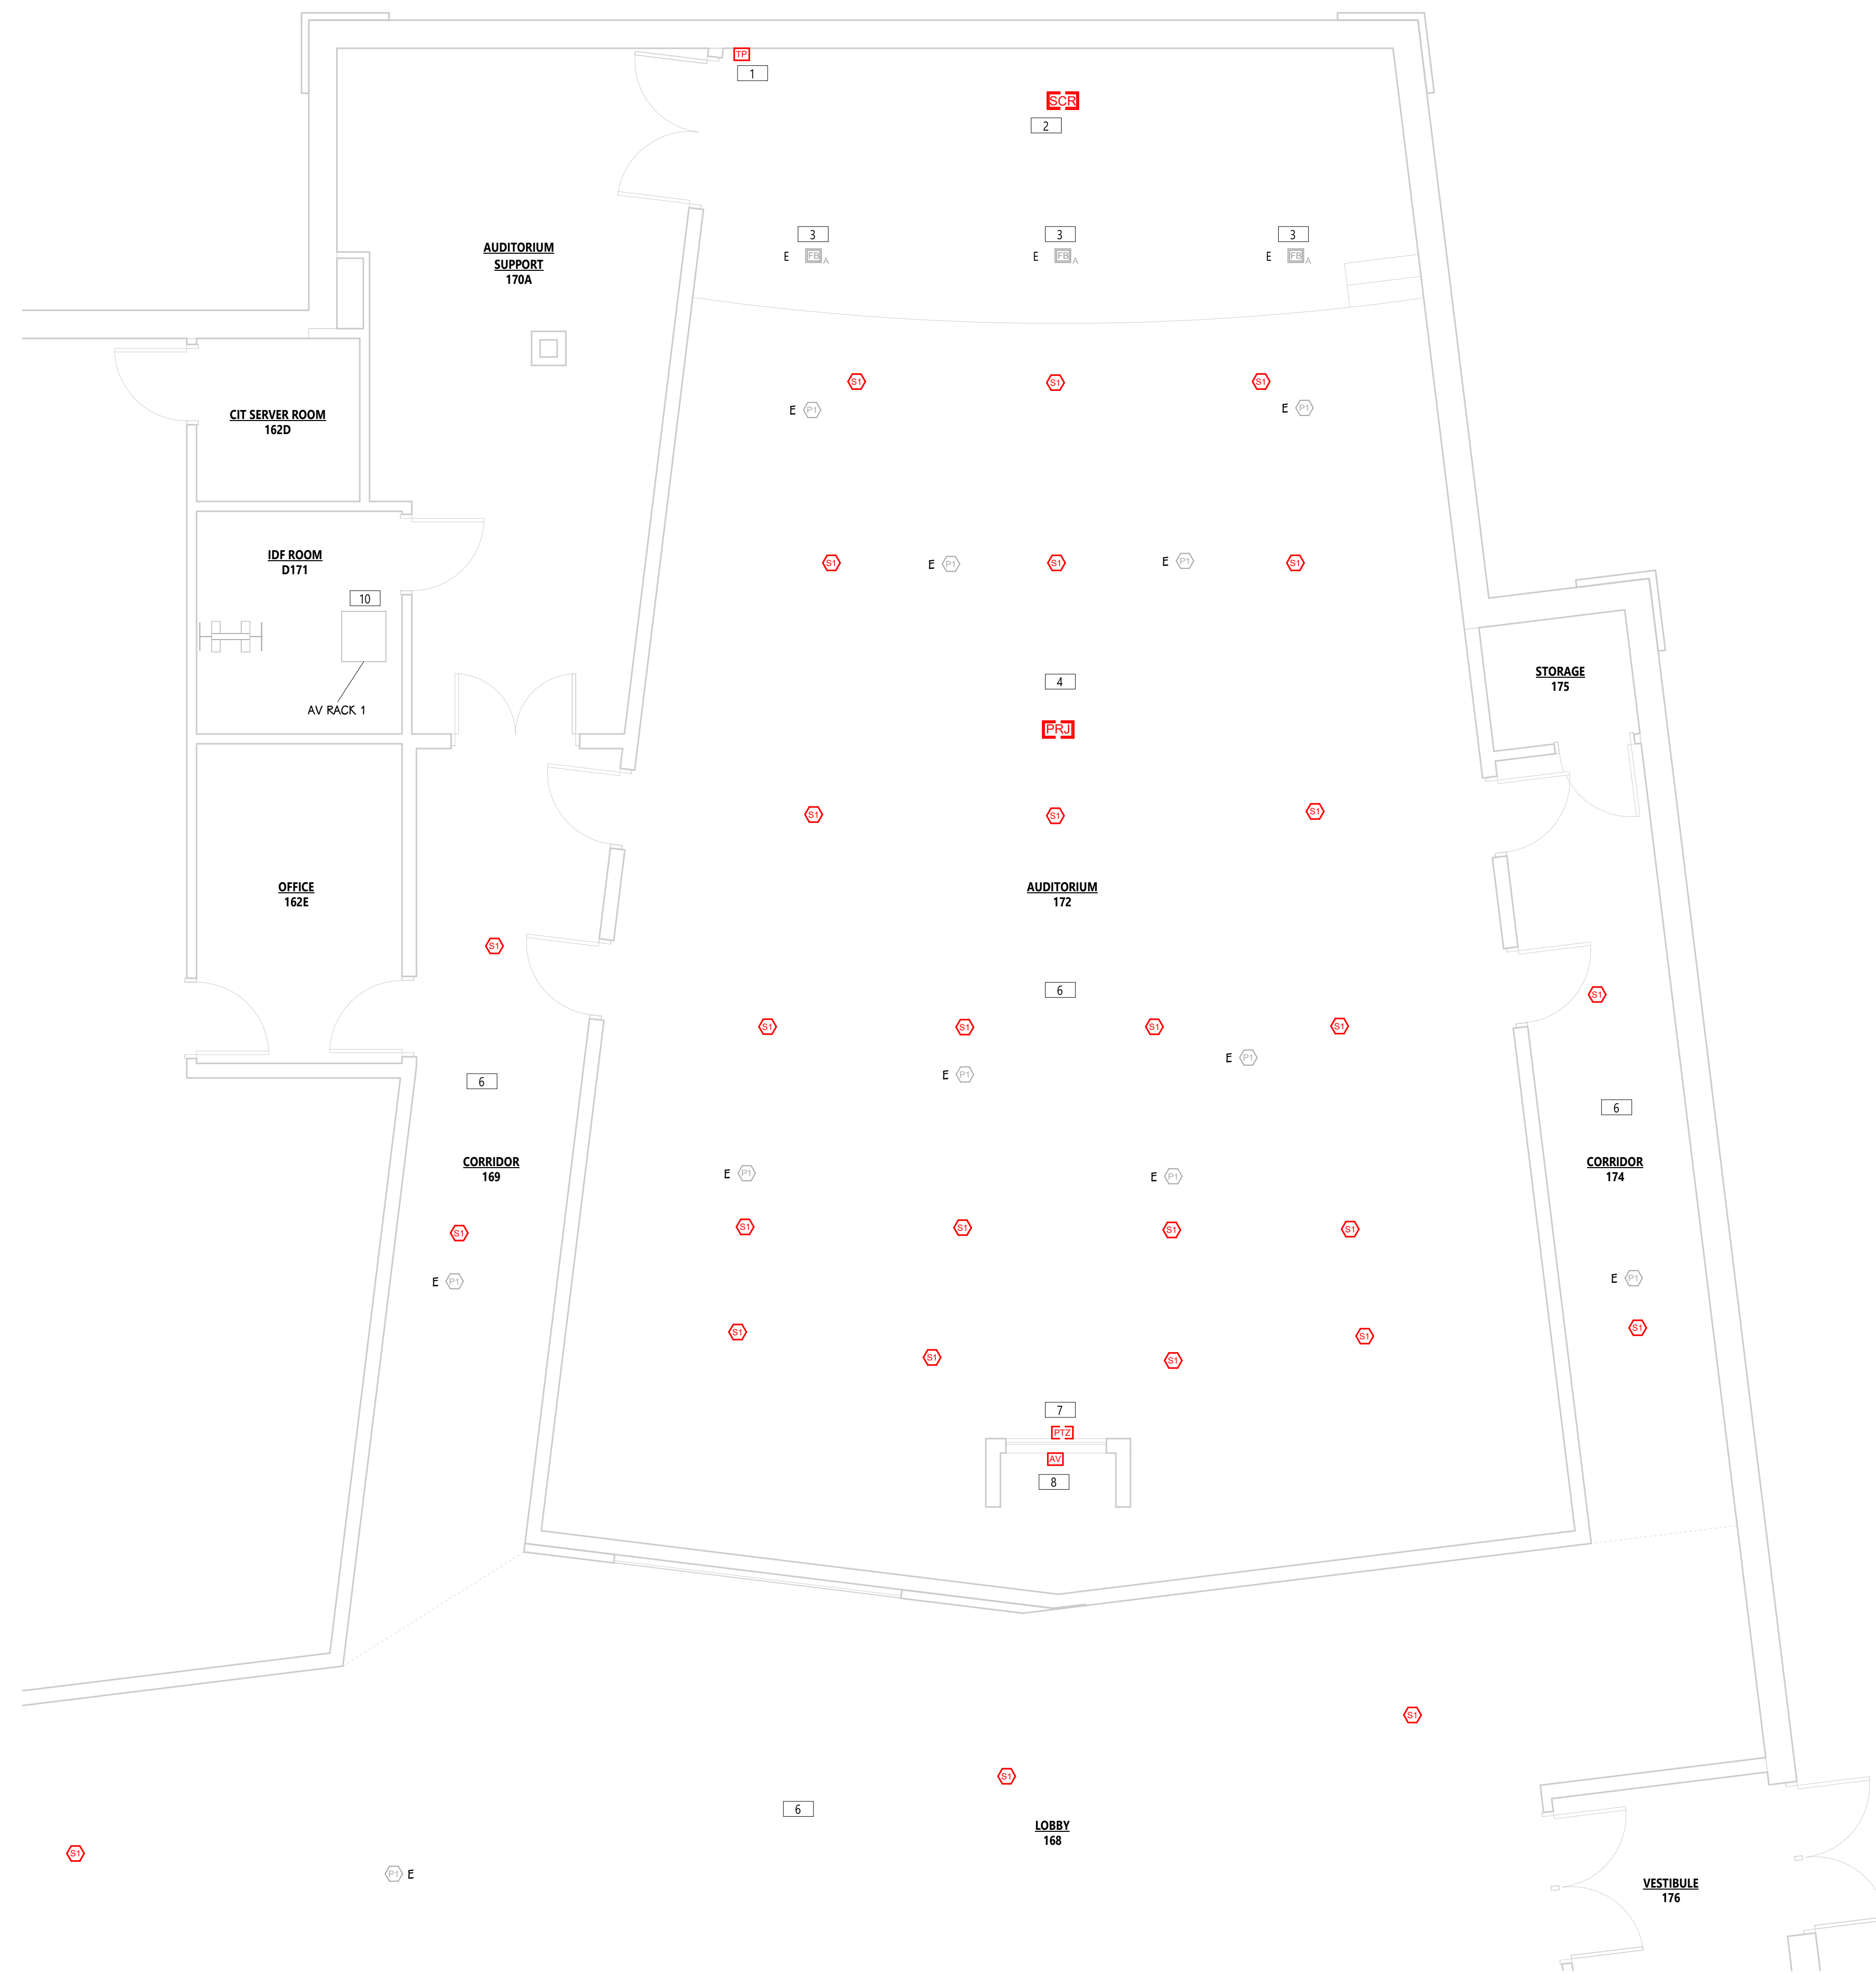 TP
1
SCR
2
3
3
3
E FB A
E FB A
E FB A
AUDITORIUM
SUPPORT
170A
S1
S1
S1
E P1
E P1
CIT SERVER ROOM
162D
IDF ROOM
D171
S1
E P1
S1
E P1
S1
10
AV RACK 1
4
PRJ
STORAGE
175
S1
S1
S1
OFFICE
162E
AUDITORIUM
172
S1
6
S1
S1
S1
S1
S1
E P1
E P1
6
6
CORRIDOR
169
E P1
E P1
CORRIDOR
174
S1
S1
S1
S1
S1
E P1
E P1
S1
S1
S1
S1
S1
7
PTZ
AV
8
S1
S1
6
LOBBY
168
S1
P1 E
VESTIBULE
176